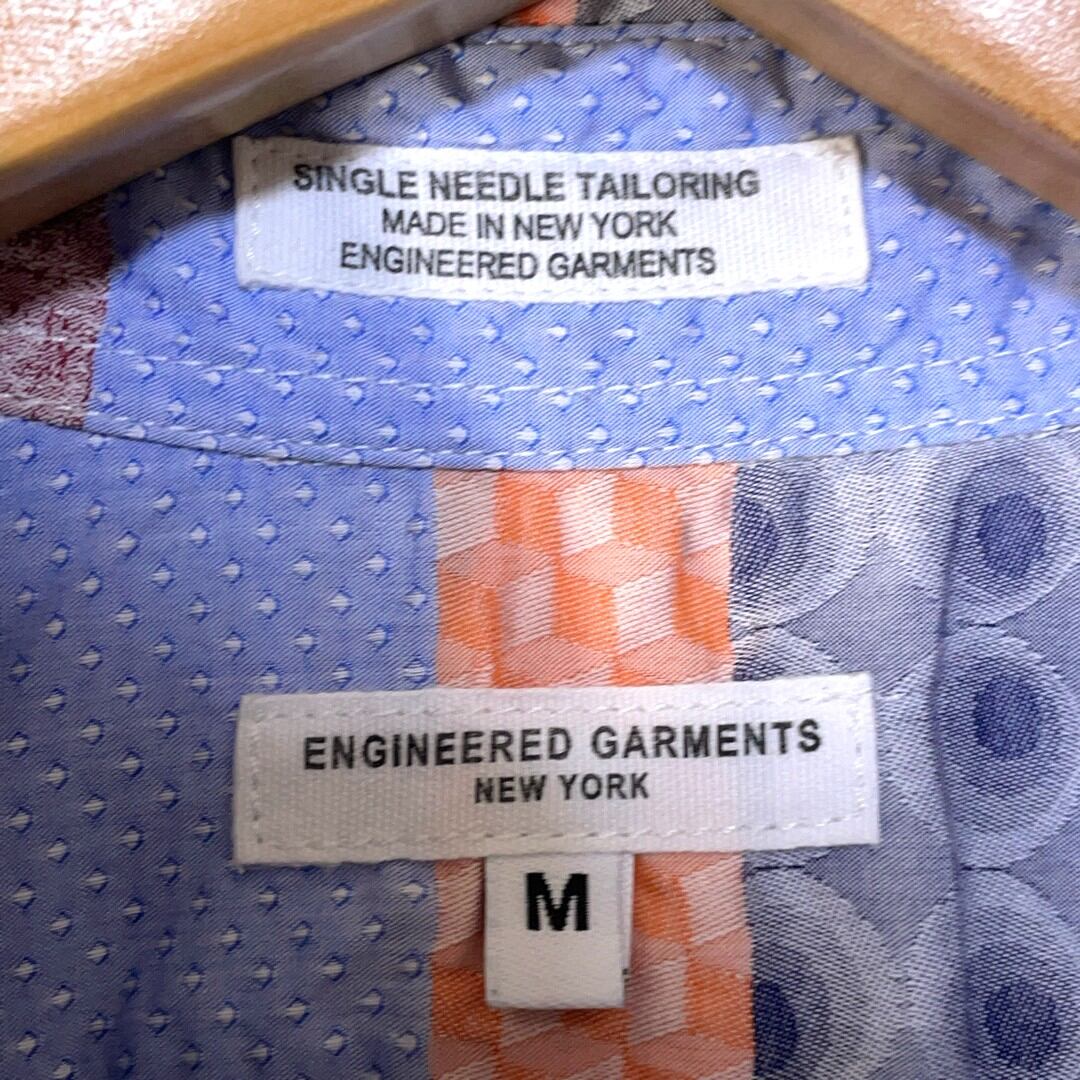 SINGLE NEEDLE TAILORING
MADE IN NEW YORK
ENGINEERED GARMENTS
ENGINEERED GARMENTS
NEW YORK
M